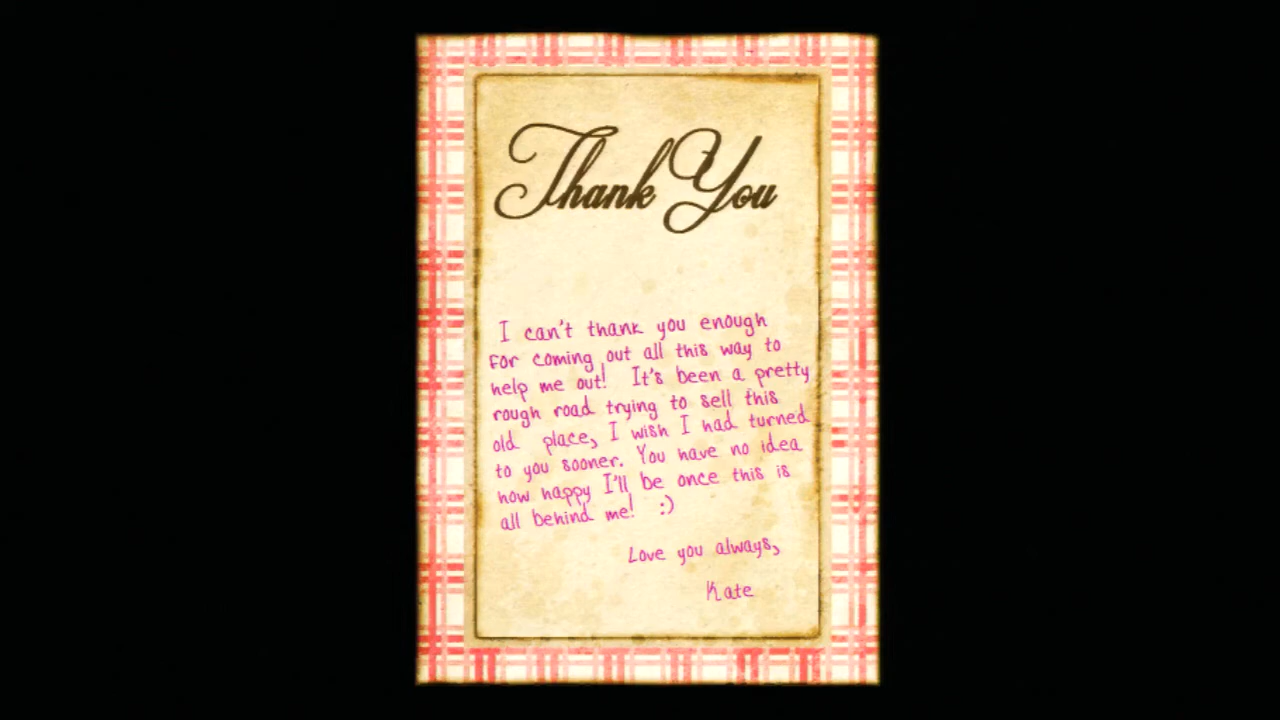 Thank You
I can't thank you enough
for coming out all this way to
help me out! It's been a pretty
rough road trying to sell this
old place, I wish I had turned
to you sooner. You have no idea
how happy I'll be once this is
all behind me! :)
Love you always,
Kate